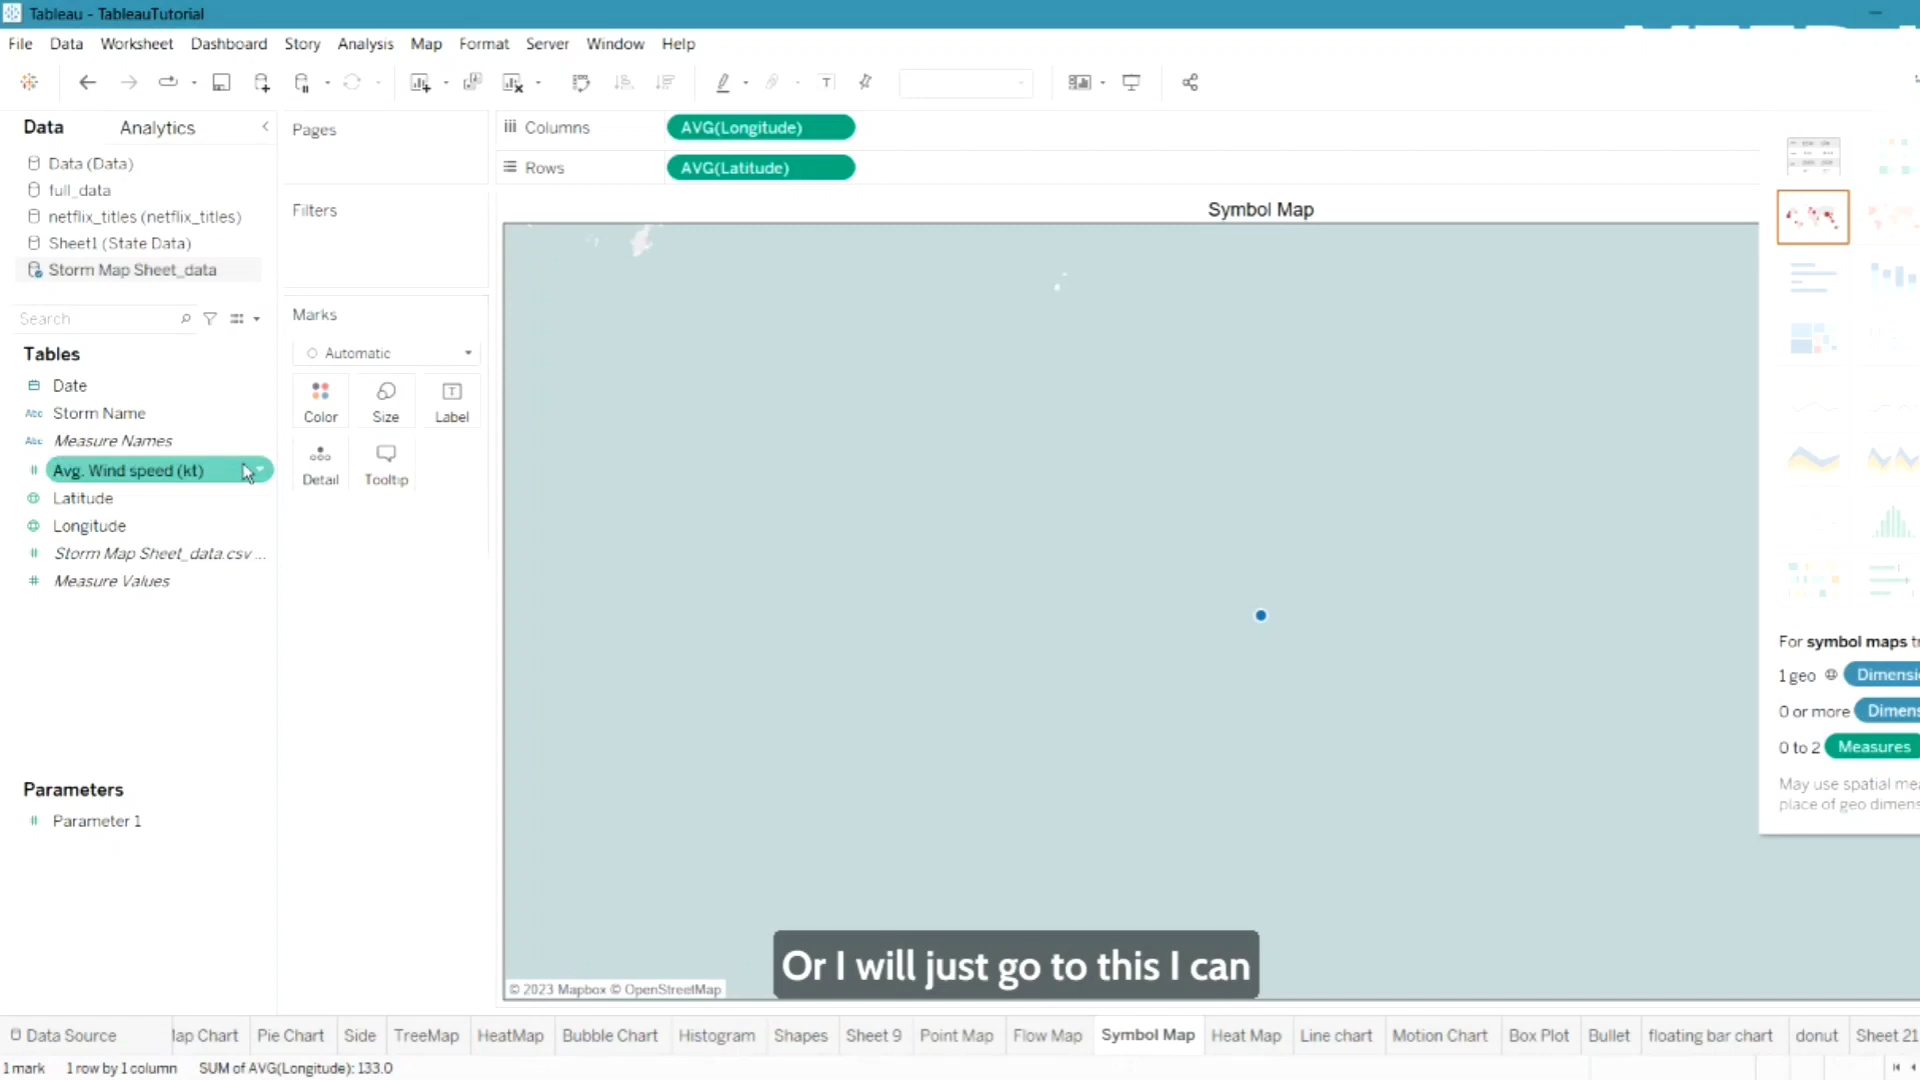 Tableau - TableauTutorial
File Data Worksheet Dashboard Story Analysis Map Format Server Window Help
Data Analytics
Pages
Columns AVG(Longitude)
Data (Data)
full_data
Rows AVG(Latitude)
netflix_titles (netflix_titles)
Filters
Symbol Map
Sheet1 (State Data)
Storm Map Sheet_data
Search
Marks
Tables
Automatic
Date
Storm Name
Color Size Label
Abc Measure Names
Avg. Wind speed (kt)
Detail Tooltip
Latitude
Longitude
Storm Map Sheet_data.csv ...
Measure Values
For symbol maps
1 geo
0 or more
0 to 2 Measures
May use spatial
place of geo
Parameters
Parameter 1
Or I will just go to this I can
© 2023 Mapbox © OpenStreetMap
Data Source Chart Pie Chart Side TreeMap HeatMap Bubble Chart Histogram Shapes Sheet 9 Point Map Flow Map Symbol Map Heat Map Line chart Motion Chart Box Plot Bullet floating bar chart donut Sheet 21
1 mark 1 row by 1 column SUM of AVG(Longitude): 133.0